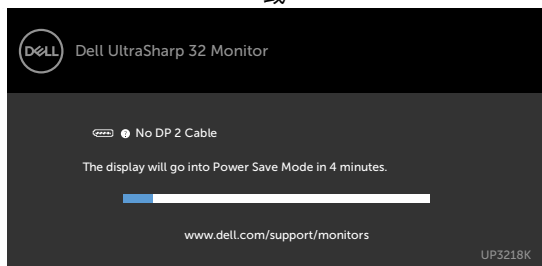 或
DELL
Dell UltraSharp 32 Monitor
? No DP 2 Cable
The display will go into Power Save Mode in 4 minutes.
www.dell.com/support/monitors
UP3218K